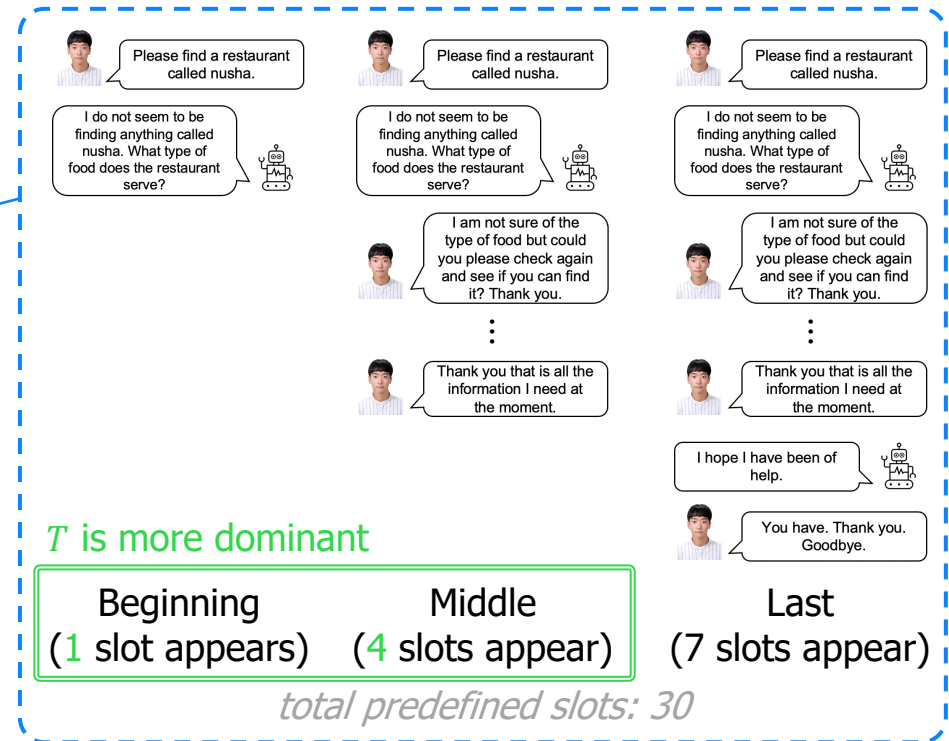 Please find a restaurant
called nusha.
I do not seem to be
finding anything called
nusha. What type of
food does the restaurant
serve?
Please find a restaurant
called nusha.
I do not seem to be
finding anything called
nusha. What type of
food does the restaurant
serve?
I am not sure of the
type of food but could
you please check again
and see if you can find
it? Thank you.
Thank you that is all the
information I need at
the moment.
Please find a restaurant
called nusha.
I do not seem to be
finding anything called
nusha. What type of
food does the restaurant
serve?
I am not sure of the
type of food but could
you please check again
and see if you can find
it? Thank you.
Thank you that is all the
information I need at
the moment.
I hope I have been of
help.
You have. Thank you.
Goodbye.
T is more dominant
Beginning
(1 slot appears)
Middle
(4 slots appear)
Last
(7 slots appear)
total predefined slots: 30